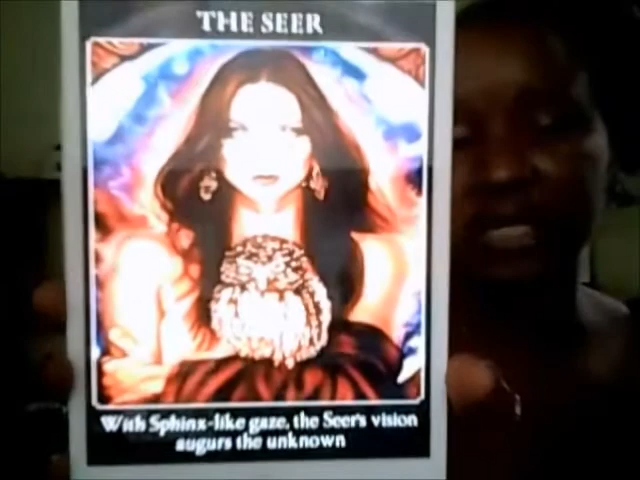 THE SEER
With Sphinx-like gaze, the Seer's vision
augurs the unknown